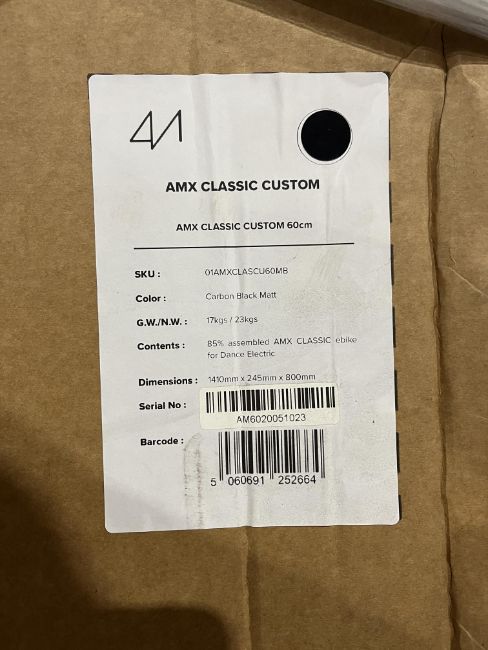 AMX CLASSIC CUSTOM
AMX CLASSIC CUSTOM 60cm
SKU : 01AMXCLASCU60MB
Color : Carbon Black Matt
G.W./N.W. : 17kgs / 23kgs
Contents : 85% assembled AMX CLASSIC ebike
for Dance Electric
Dimensions : 1410mm x 245mm x 800mm
Serial No :
AM6020051023
Barcode :
5 060691 252664